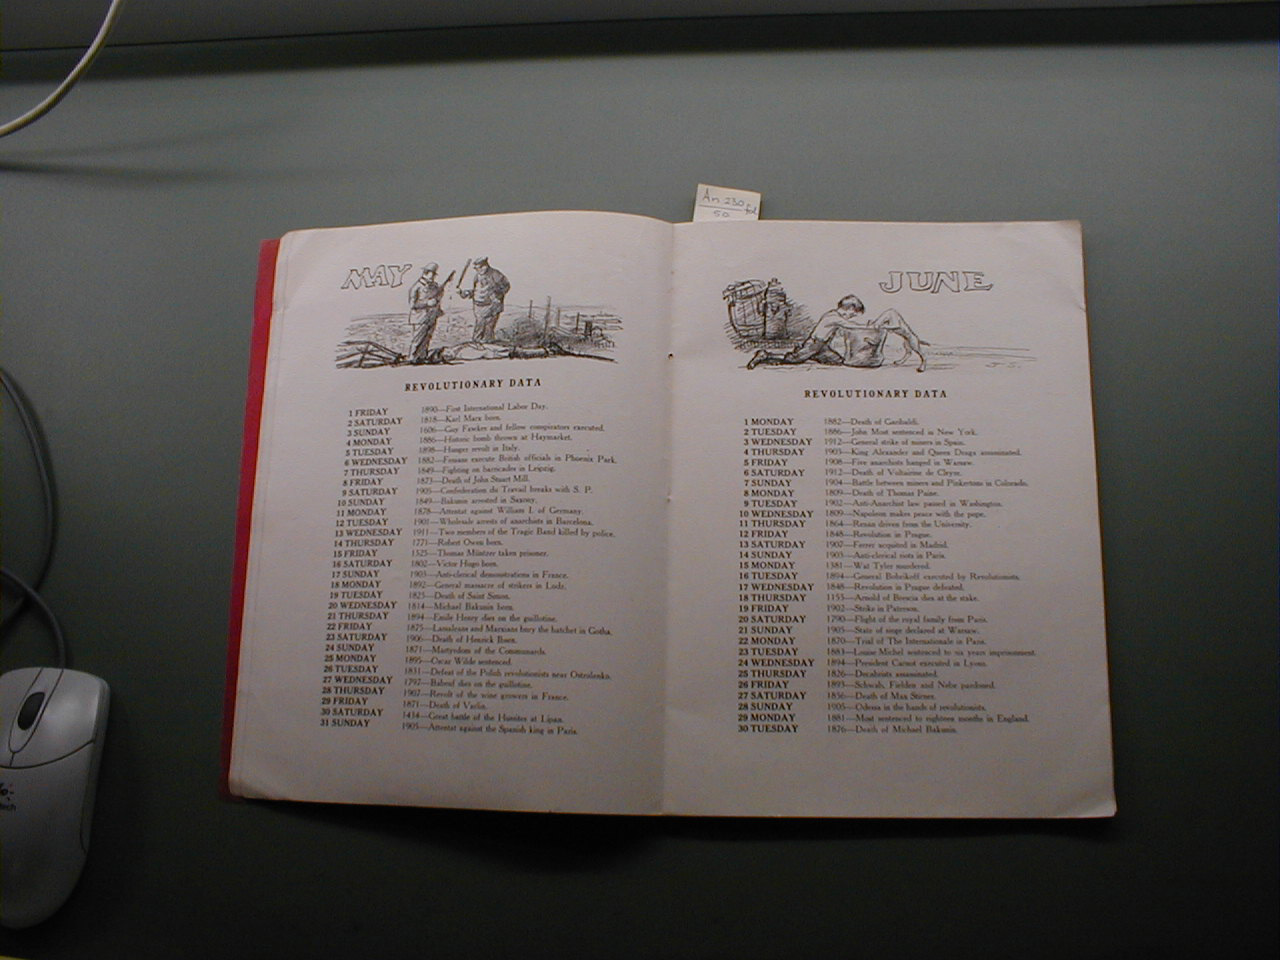 An 230 fol
50
MAY
REVOLUTIONARY DATA
1 FRIDAY 1890—First International Labor Day.
2 SATURDAY 1818—Karl Marx born.
3 SUNDAY 1606—Guy Fawkes and fellow conspirators executed.
4 MONDAY 1886—Historic bomb thrown at Haymarket.
5 TUESDAY 1898—Hunger revolt in Italy.
6 WEDNESDAY 1882—Fenians execute British officials in Phoenix Park.
7 THURSDAY 1849—Fighting on barricades in Leipzig.
8 FRIDAY 1873—Death of John Stuart Mill.
9 SATURDAY 1905—Confederation du Travail breaks with S. P.
10 SUNDAY 1849—Bakunin arrested in Saxony.
11 MONDAY 1878—Attentat against William I. of Germany.
12 TUESDAY 1901—Wholesale arrests of anarchists in Barcelona.
13 WEDNESDAY 1911—Two members of the Tragic Band killed by police.
14 THURSDAY 1771—Robert Owen born.
15 FRIDAY 1525—Thomas Müntzer taken prisoner.
16 SATURDAY 1802—Victor Hugo born.
17 SUNDAY 1903—Anti-clerical demonstrations in France.
18 MONDAY 1892—General massacre of strikers in Lodz.
19 TUESDAY 1825—Death of Saint Simon.
20 WEDNESDAY 1814—Michael Bakunin born.
21 THURSDAY 1894—Emile Henry dies on the guillotine.
22 FRIDAY 1875—Lassaleans and Marxians bury the hatchet in Gotha.
23 SATURDAY 1906—Death of Henrick Ibsen.
24 SUNDAY 1871—Martyrdom of the Communards.
25 MONDAY 1895—Oscar Wilde sentenced.
26 TUESDAY 1831—Defeat of the Polish revolutionists near Ostrolenko.
27 WEDNESDAY 1797—Babeuf dies on the guillotine.
28 THURSDAY 1907—Revolt of the wine growers in France.
29 FRIDAY 1871—Death of Varlin.
30 SATURDAY 1434—Great battle of the Hussites at Lipan.
31 SUNDAY 1905—Attentat against the Spanish king in Paris.
JUNE
J. S.
REVOLUTIONARY DATA
1 MONDAY 1882—Death of Garibaldi.
2 TUESDAY 1886—John Most sentenced in New York.
3 WEDNESDAY 1912—General strike of miners in Spain.
4 THURSDAY 1903—King Alexander and Queen Draga assassinated.
5 FRIDAY 1908—Five anarchists hanged in Warsaw.
6 SATURDAY 1912—Death of Voltairine de Cleyre.
7 SUNDAY 1904—Battle between miners and Pinkertons in Colorado.
8 MONDAY 1809—Death of Thomas Paine.
9 TUESDAY 1902—Anti-Anarchist law passed in Washington.
10 WEDNESDAY 1809—Napoleon makes peace with the pope.
11 THURSDAY 1864—Renan driven from the University.
12 FRIDAY 1848—Revolution in Prague.
13 SATURDAY 1907—Ferrer acquitted in Madrid.
14 SUNDAY 1903—Anti-clerical riots in Paris.
15 MONDAY 1381—Wat Tyler murdered.
16 TUESDAY 1894—General Bobrikoff executed by Revolutionists.
17 WEDNESDAY 1848—Revolution in Prague defeated.
18 THURSDAY 1155—Arnold of Brescia dies at the stake.
19 FRIDAY 1902—Strike in Paterson.
20 SATURDAY 1790—Flight of the royal family from Paris.
21 SUNDAY 1905—State of siege declared at Warsaw.
22 MONDAY 1870—Trial of The Internationale in Paris.
23 TUESDAY 1883—Louise Michel sentenced to six years imprisonment.
24 WEDNESDAY 1894—President Carnot executed in Lyons.
25 THURSDAY 1826—Decabrists assassinated.
26 FRIDAY 1893—Schwab, Fielden and Nebe pardoned.
27 SATURDAY 1856—Death of Max Stirner.
28 SUNDAY 1905—Odessa in the hands of revolutionists.
29 MONDAY 1881—Most sentenced to eighteen months in England.
30 TUESDAY 1876—Death of Michael Bakunin.